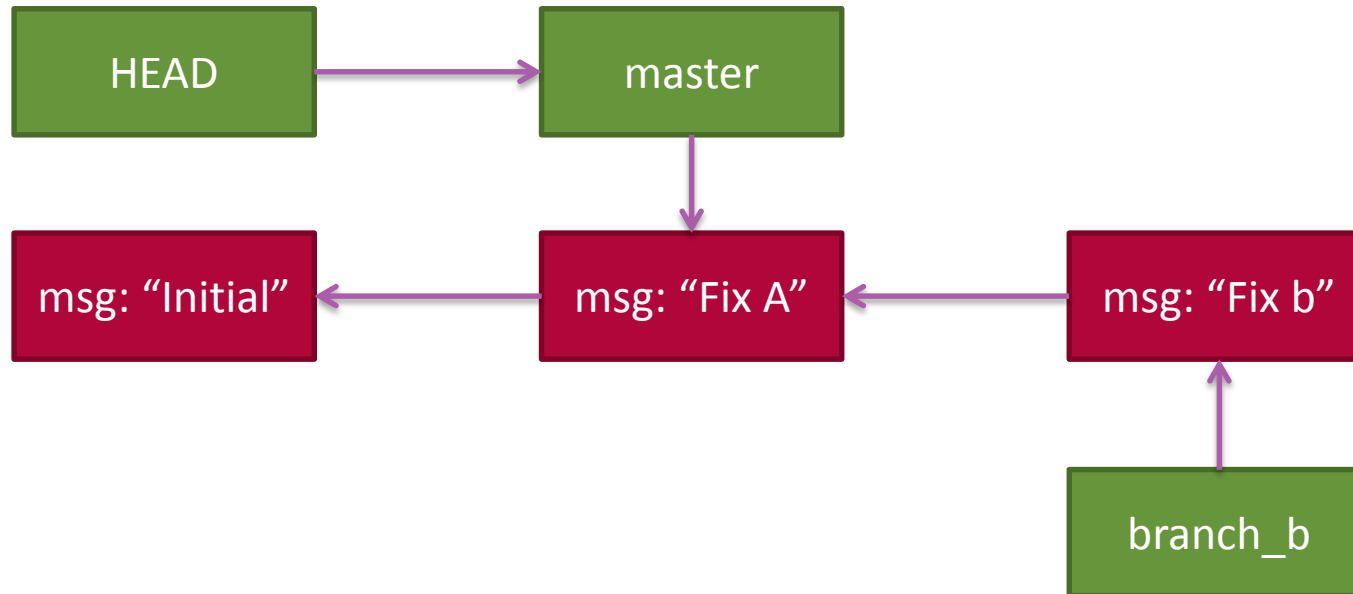 HEAD
master
msg: “Initial”
msg: “Fix A”
msg: “Fix b”
branch_b